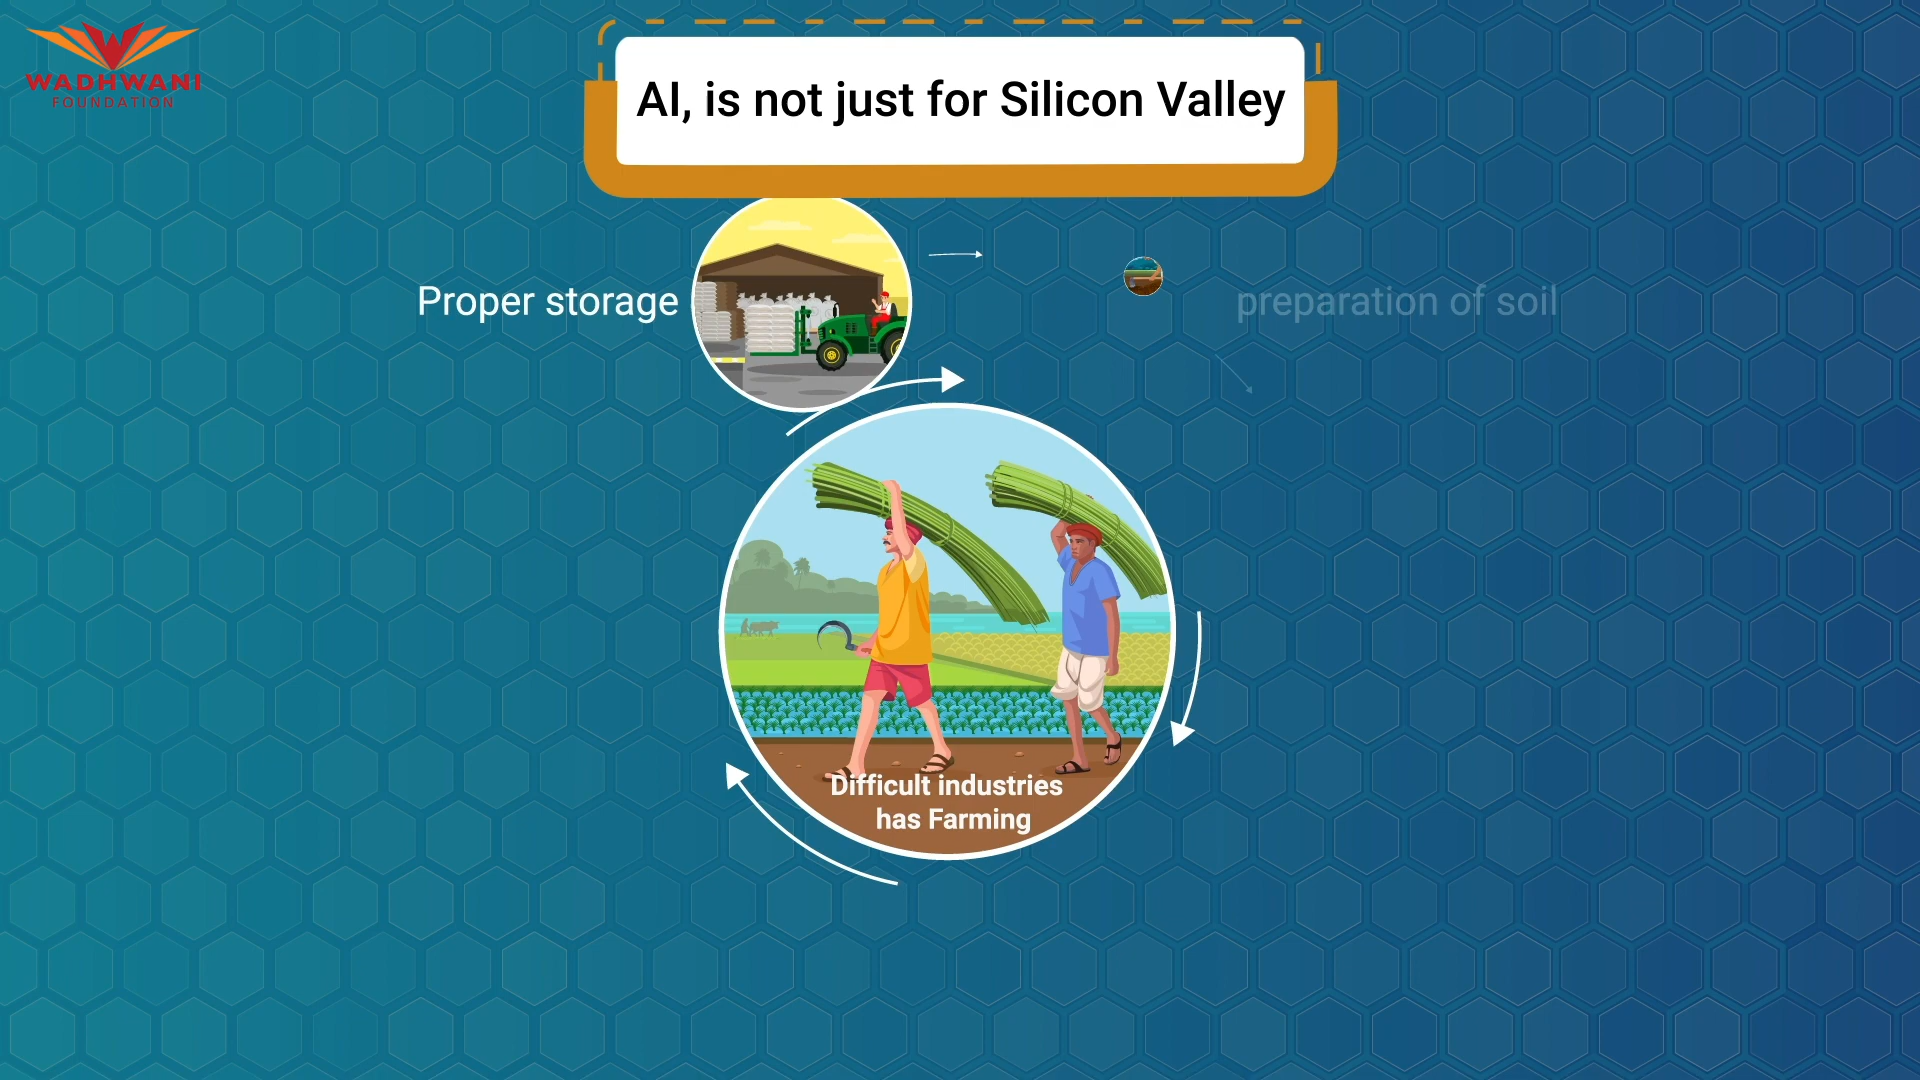 WADHWANI
FOUNDATION
AI, is not just for Silicon Valley
Proper storage
preparation of soil
Difficult industries
has Farming